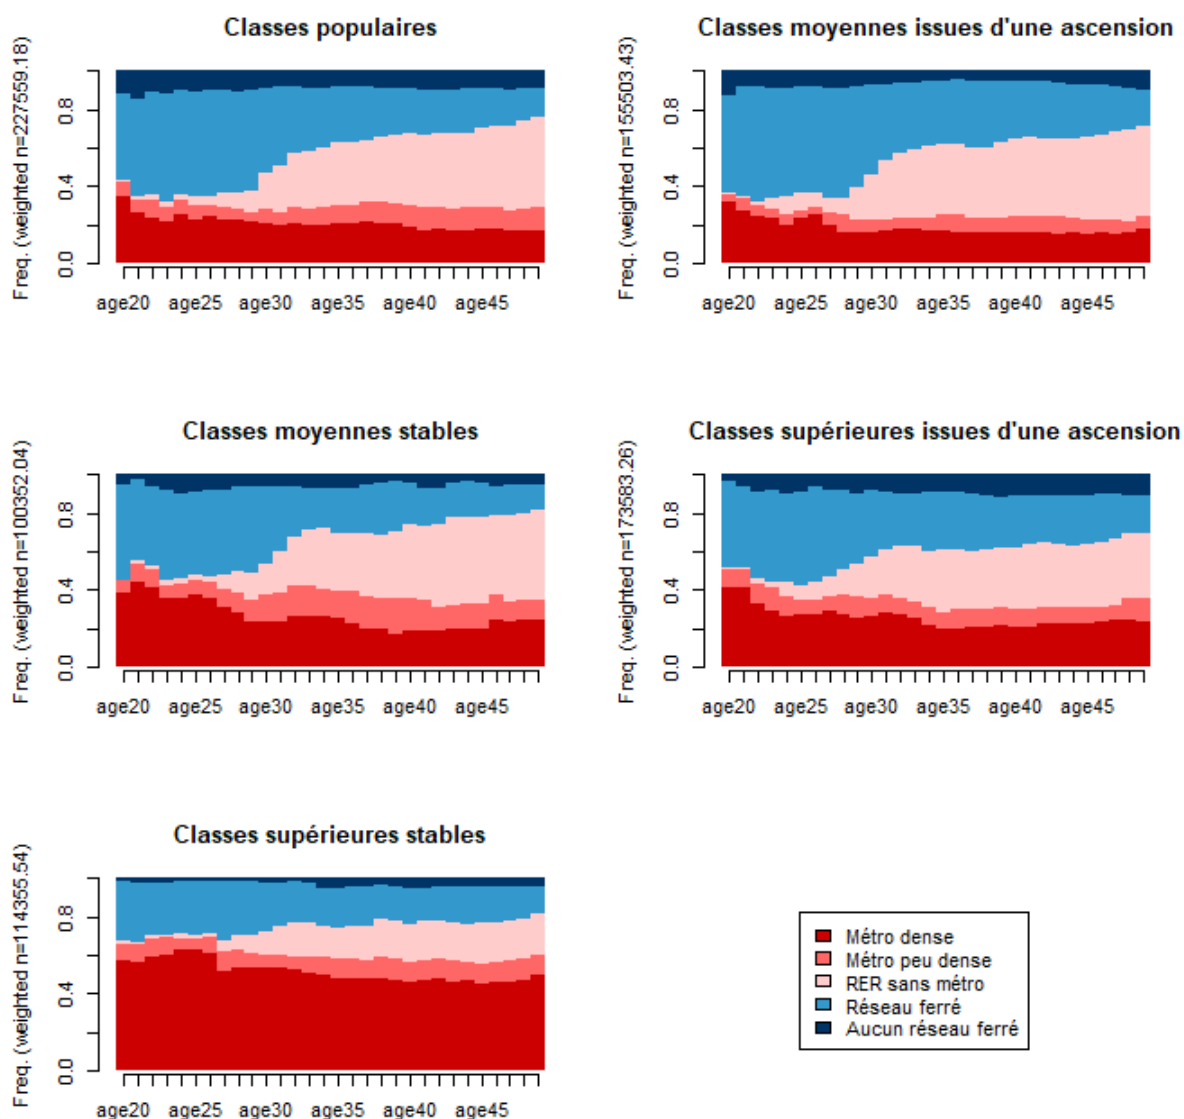 Classes populaires
Freq. (weighted n=227559.18)
0.0 0.4 0.8
age20 age25 age30 age35 age40 age45
Classes moyennes issues d'une ascension
Freq. (weighted n=155503.43)
0.0 0.4 0.8
age20 age25 age30 age35 age40 age45
Classes moyennes stables
Freq. (weighted n=100352.04)
0.0 0.4 0.8
age20 age25 age30 age35 age40 age45
Classes supérieures issues d'une ascension
Freq. (weighted n=173583.26)
0.0 0.4 0.8
age20 age25 age30 age35 age40 age45
Classes supérieures stables
Freq. (weighted n=114355.54)
0.0 0.4 0.8
age20 age25 age30 age35 age40 age45
Métro dense
Métro peu dense
RER sans métro
Réseau ferré
Aucun réseau ferré